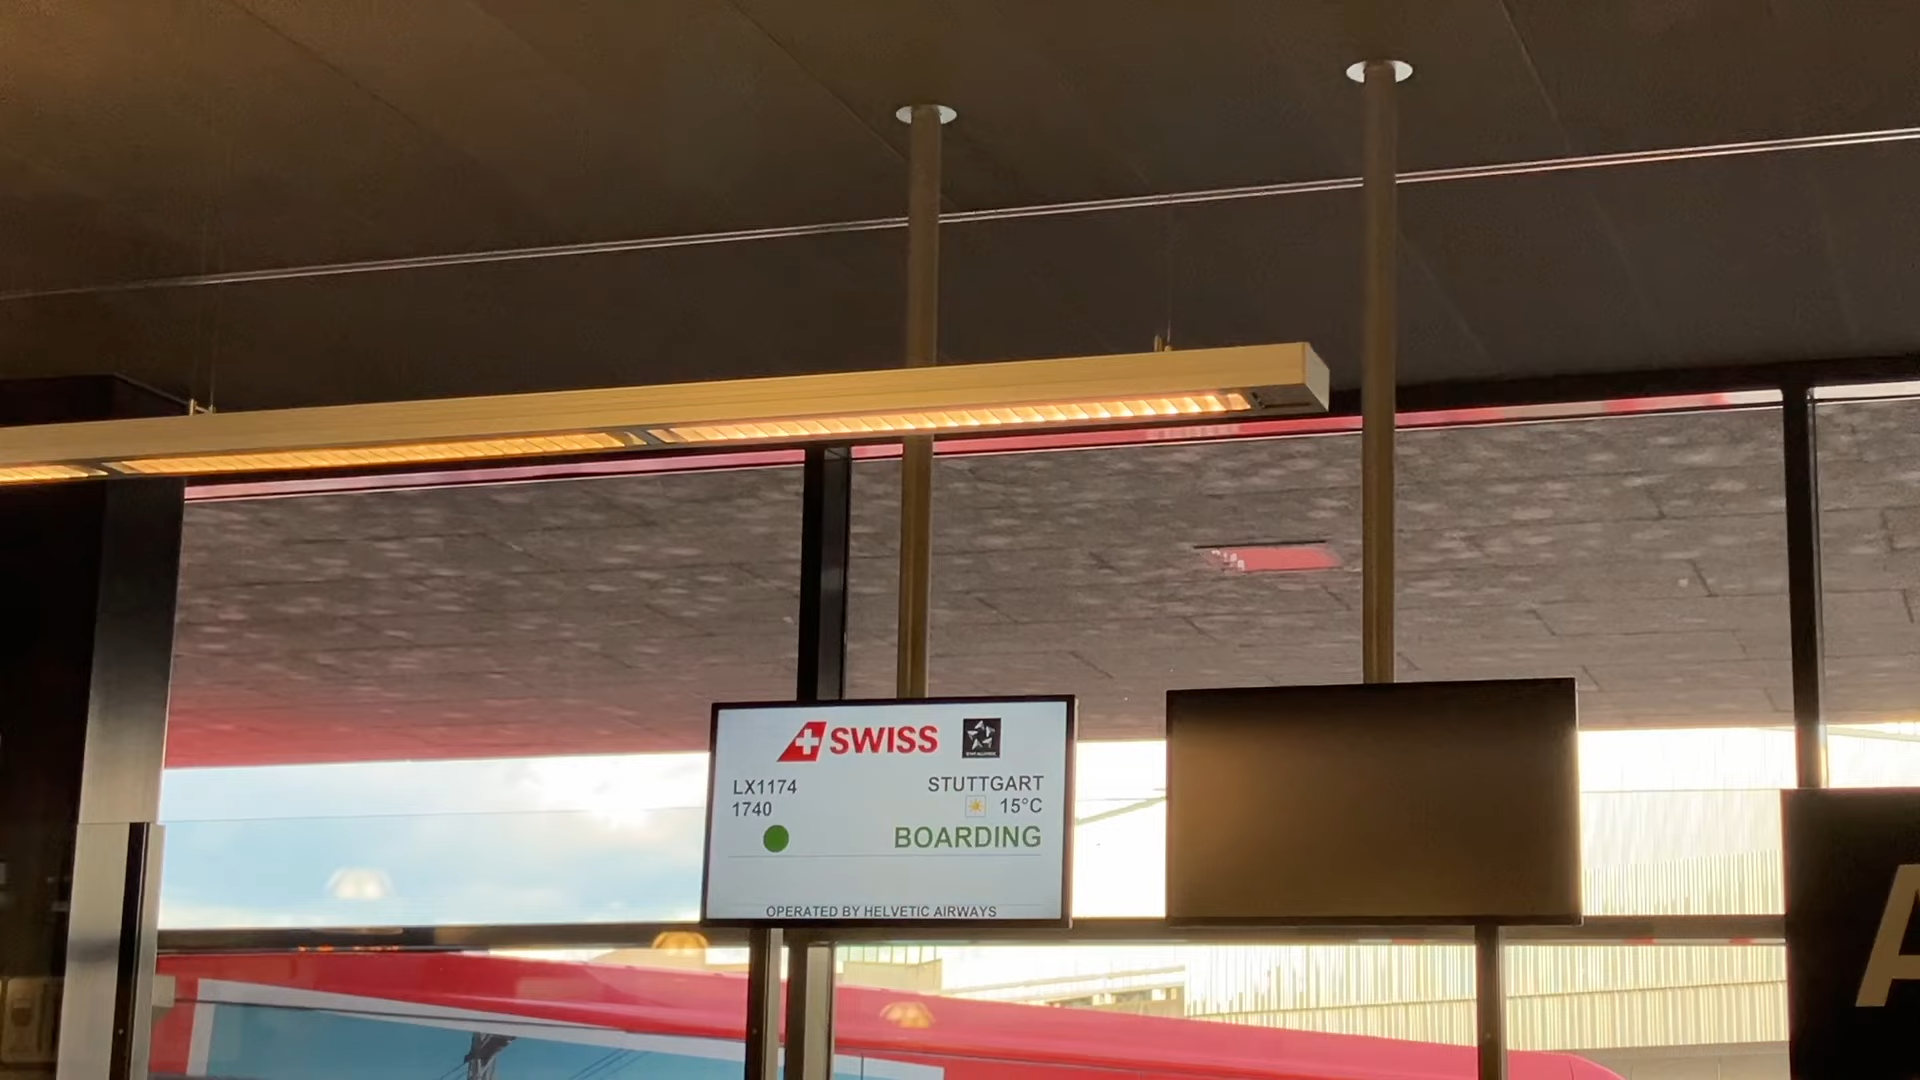 SWISS
LX1174 STUTTGART
1740 15°C
BOARDING
OPERATED BY HELVETIC AIRWAYS
A